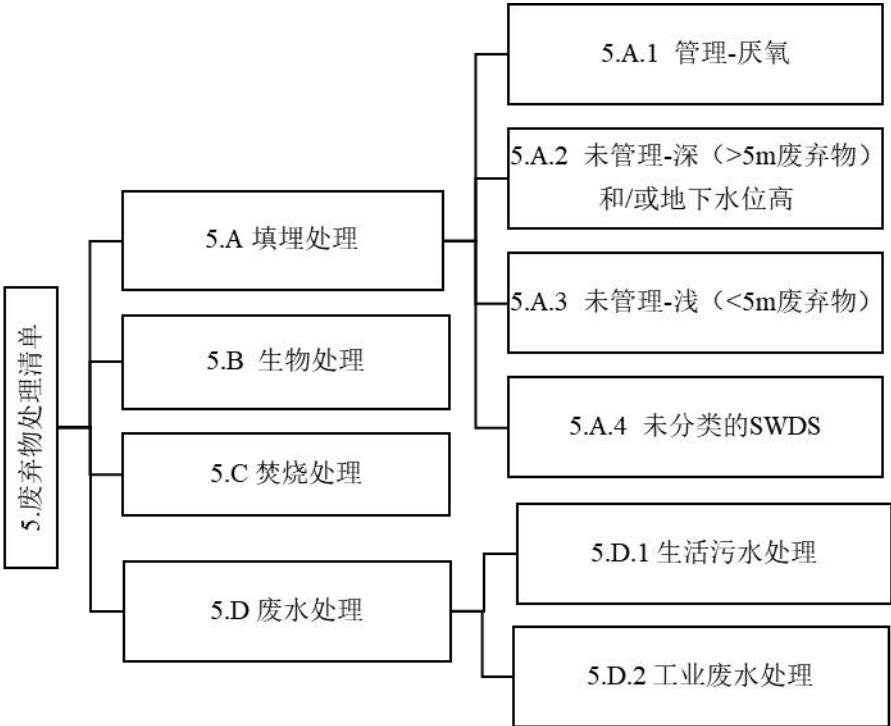 5.废弃物处理清单
5.A 填埋处理
5.A.1 管理-厌氧
5.A.2 未管理-深（>5m废弃物）
和/或地下水位高
5.A.3 未管理-浅（<5m废弃物）
5.A.4 未分类的SWDS
5.B 生物处理
5.C 焚烧处理
5.D 废水处理
5.D.1 生活污水处理
5.D.2 工业废水处理